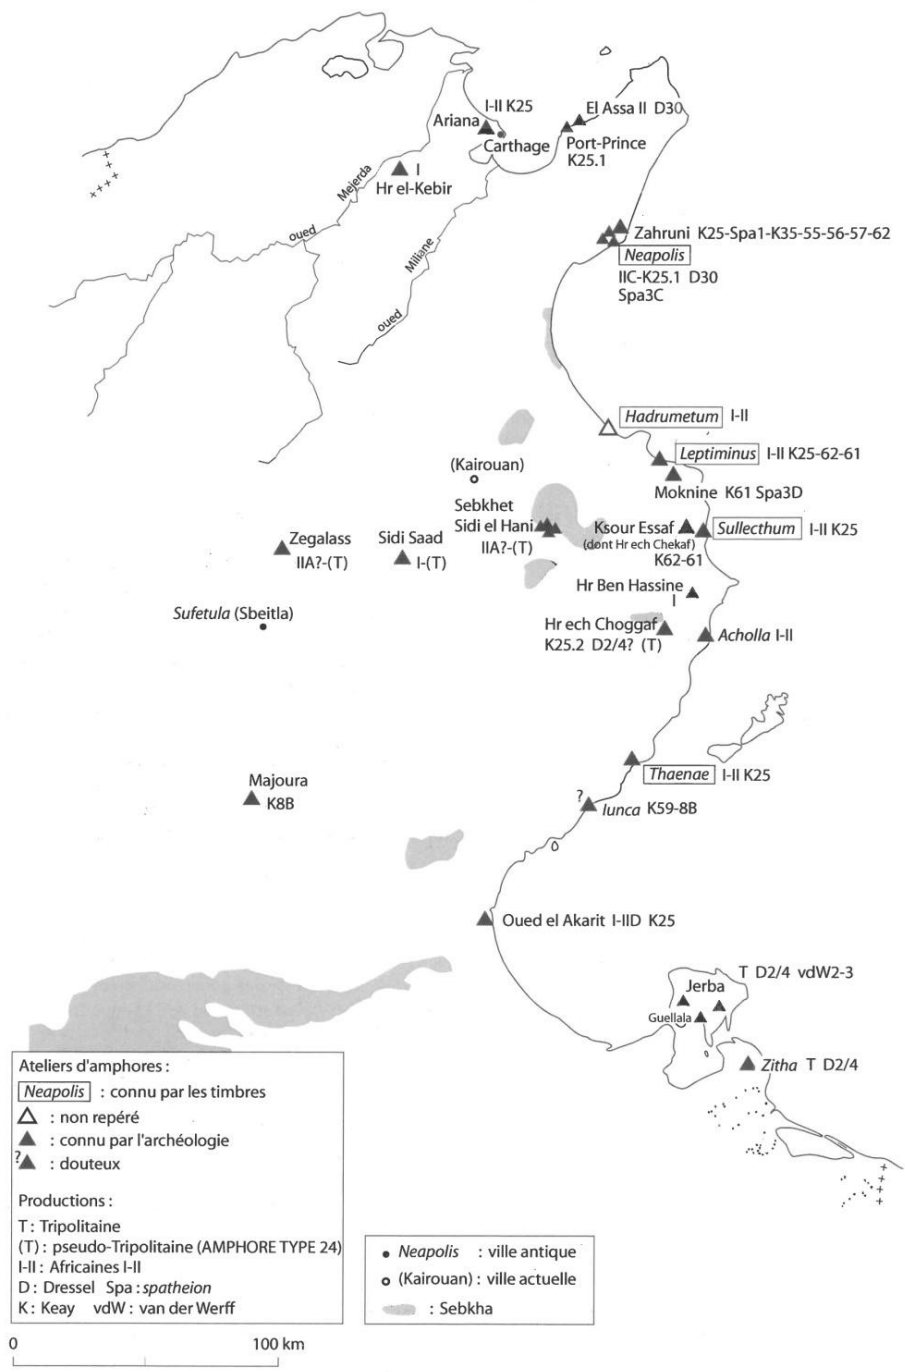 I-II K25
Ariana
Carthage
El Assa II D30
Port-Prince
K25.1
I
Hr el-Kebir
Mejerda
oued
Miliane
oued
Zahruni K25-Spa1-K35-55-56-57-62
Neapolis
IIC-K25.1 D30
Spa3C
Hadrumetum I-II
Leptiminus I-II K25-62-61
Moknine K61 Spa3D
(Kairouan)
Sebkhet
Sidi el Hani
IIA?-(T)
Ksour Essaf
(dont Hr ech Chekaf)
K62-61
Sullecthum I-II K25
Zegalass
IIA?-(T)
Sidi Saad
I-(T)
Hr Ben Hassine
I
Sufetula (Sbeitla)
Hr ech Choggaf
K25.2 D2/4? (T)
Acholla I-II
Thaenae I-II K25
Majoura
K8B
? Iunca K59-8B
Oued el Akarit I-IID K25
T D2/4 vdW2-3
Jerba
Guellala
Zitha T D2/4
Ateliers d'amphores :
Neapolis : connu par les timbres
: non repéré
: connu par l'archéologie
? : douteux
Productions :
T : Tripolitaine
(T) : pseudo-Tripolitaine (AMPHORE TYPE 24)
I-II : Africaines I-II
D : Dressel Spa : spatheion
K : Keay vdW : van der Werff
Neapolis : ville antique
(Kairouan) : ville actuelle
: Sebkha
0 100 km